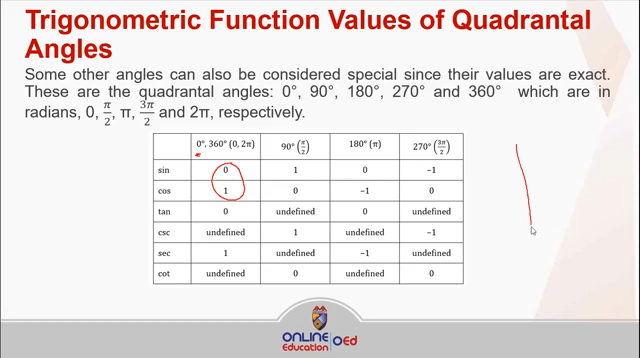 Trigonometric Function Values of Quadrantal
Angles
Some other angles can also be considered special since their values are exact.
These are the quadrantal angles: 0°, 90°, 180°, 270° and 360° which are in
radians, 0, π/2, π, 3π/2 and 2π, respectively.
0°, 360° (0, 2π) 90° (π/2) 180° (π) 270° (3π/2)
sin 0 1 0 −1
cos 1 0 −1 0
tan 0 undefined 0 undefined
csc undefined 1 undefined −1
sec 1 undefined −1 undefined
cot undefined 0 undefined 0
ONLINE
Education OEd